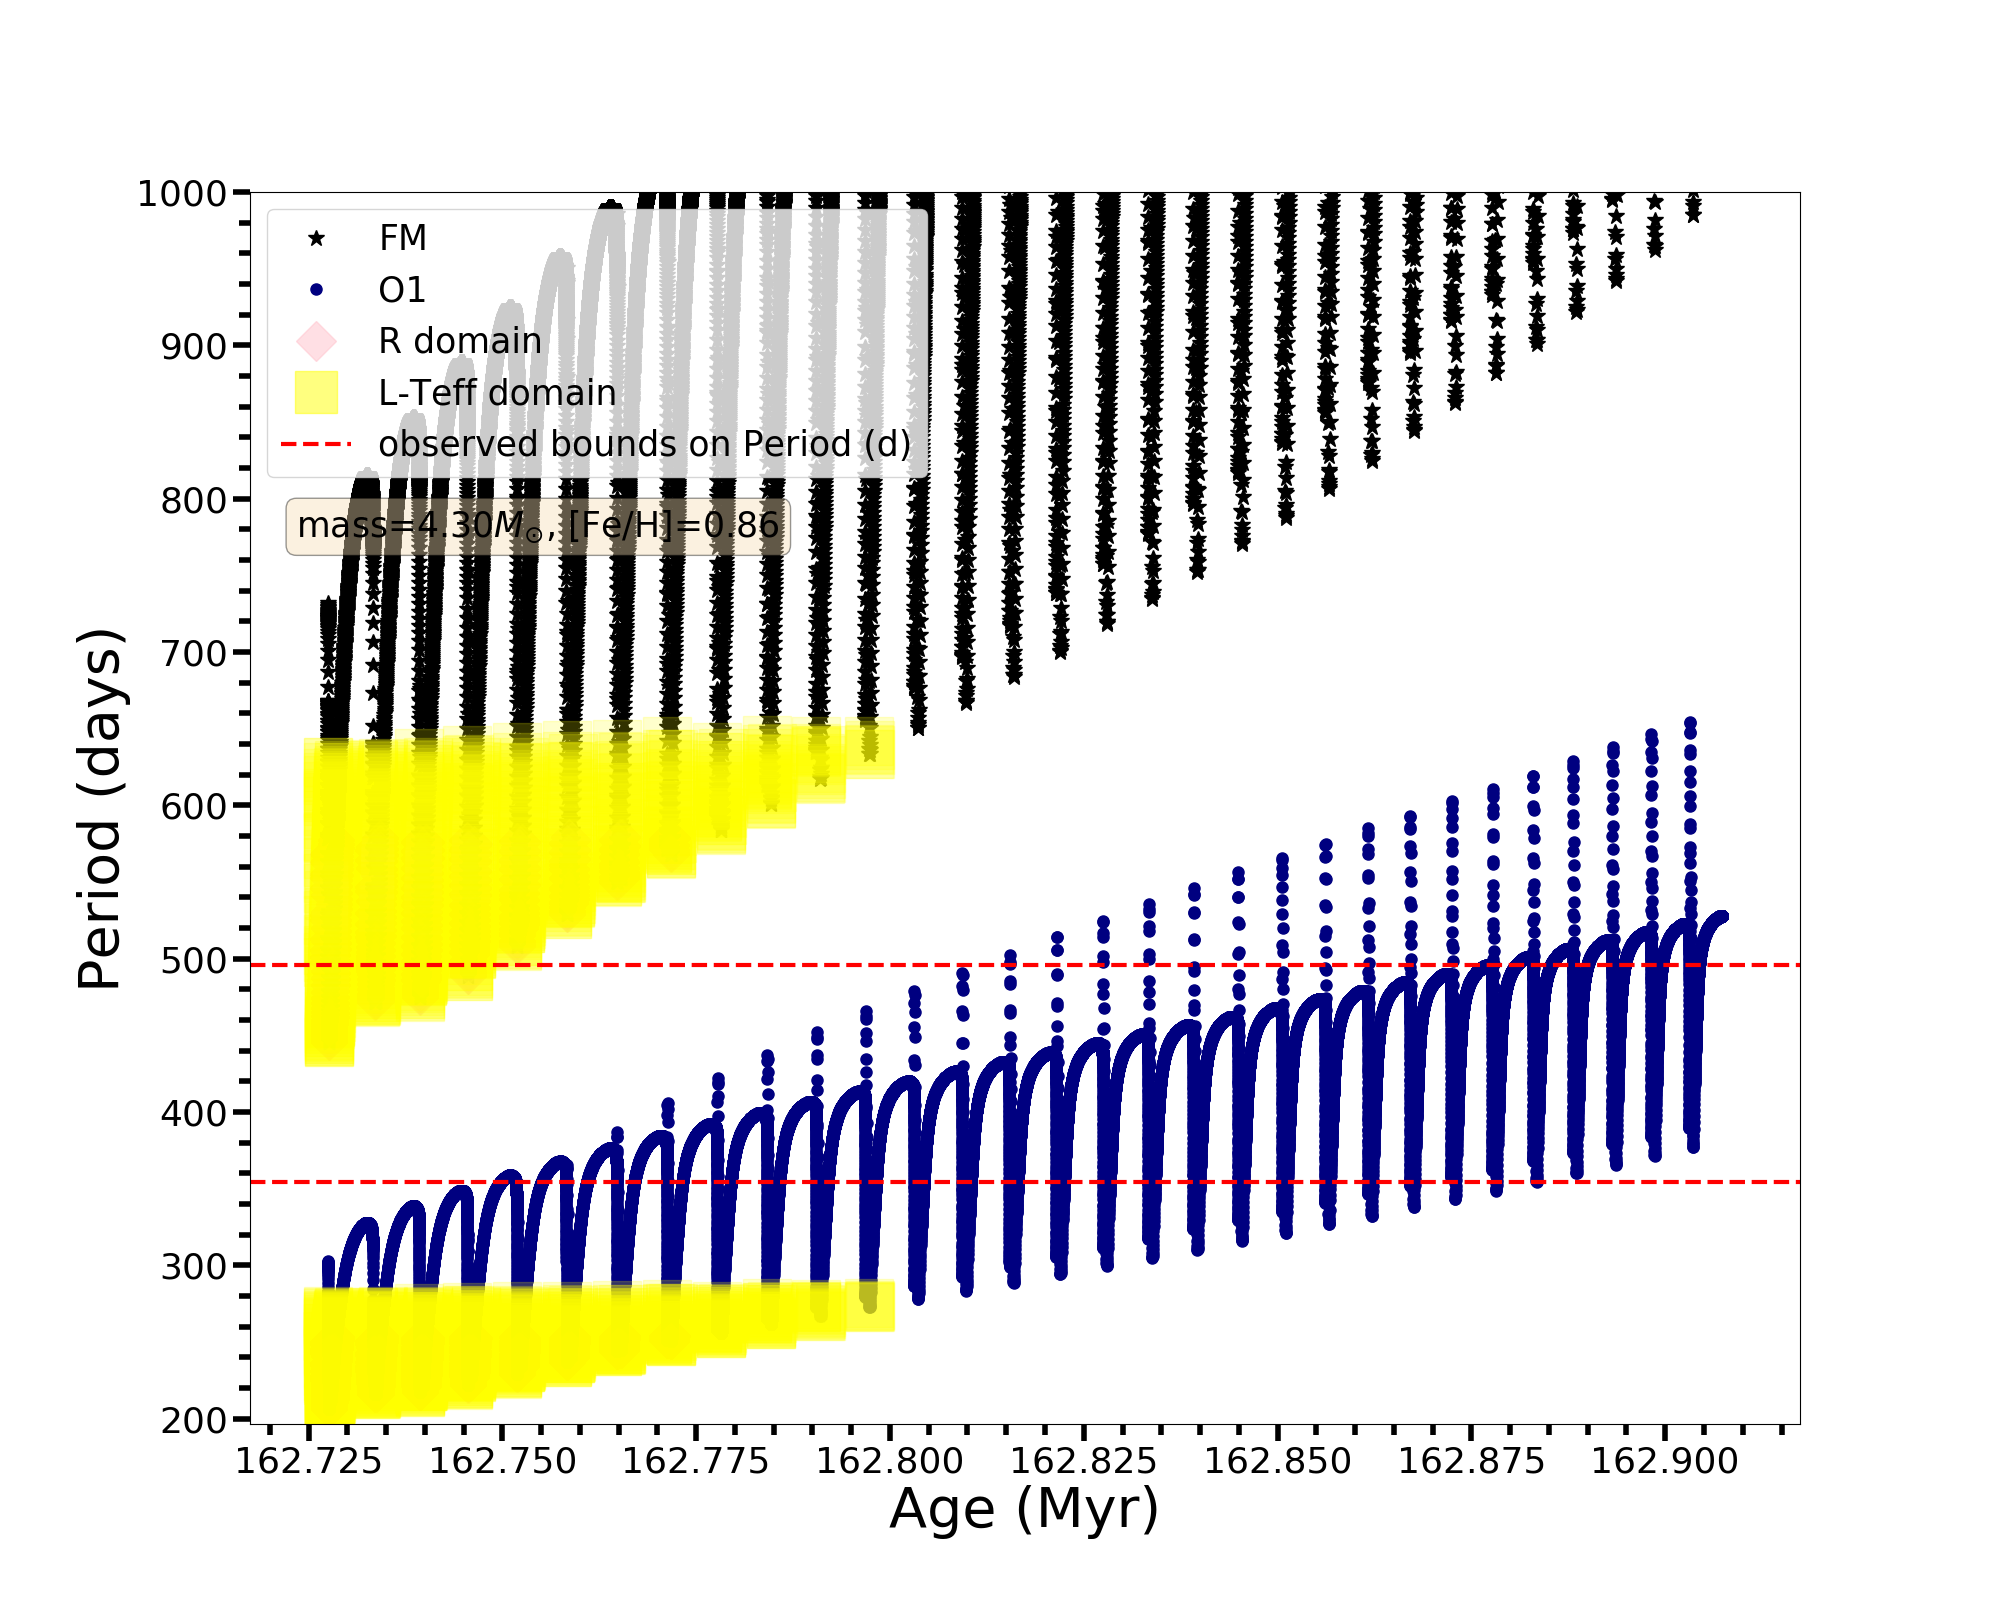 1000
900
800
700
600
500
400
300
200
Period (days)
FM
O1
R domain
L-Teff domain
observed bounds on Period (d)
mass=4.30M☉, [Fe/H]=0.86
162.725 162.750 162.775 162.800 162.825 162.850 162.875 162.900
Age (Myr)